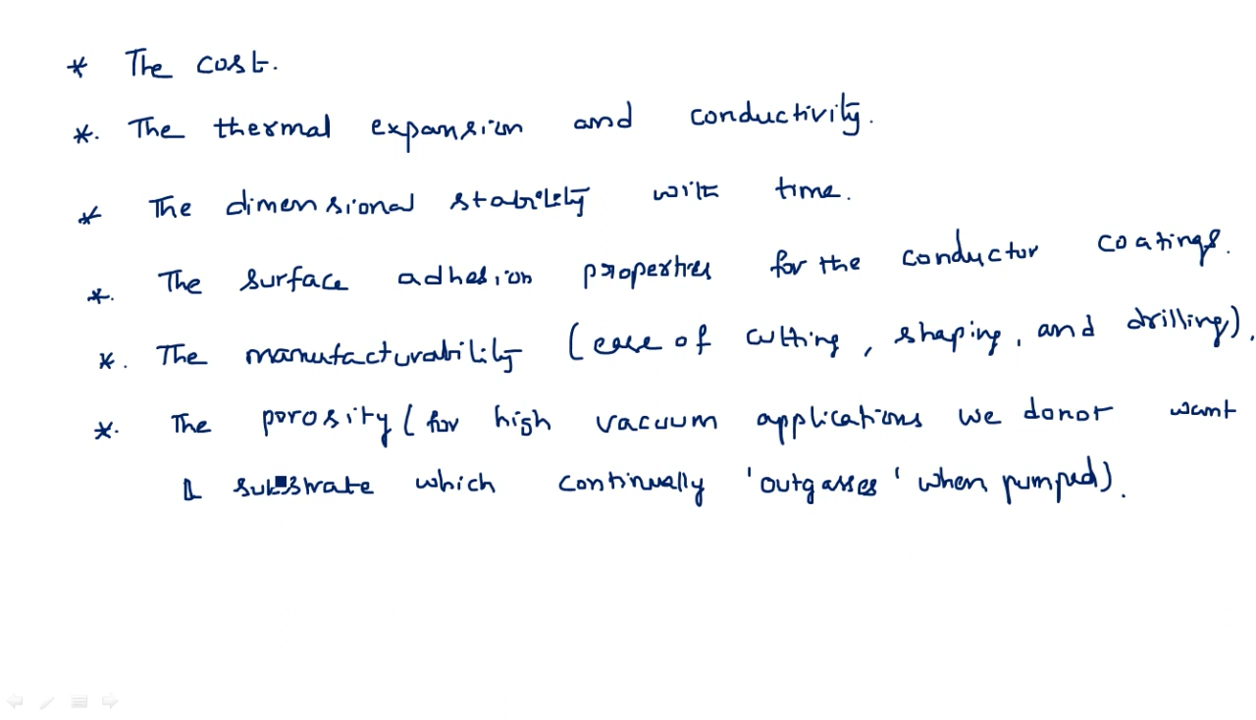 * The cost.
*. The thermal expansion and conductivity.
* The dimensional stability with time.
*. The surface adhesion properties for the conductor coatings.
*. The manufacturability (ease of cutting, shaping, and drilling).
*. The porosity (for high vacuum applications we donot want
a substrate which continually 'outgasses' when pumped).